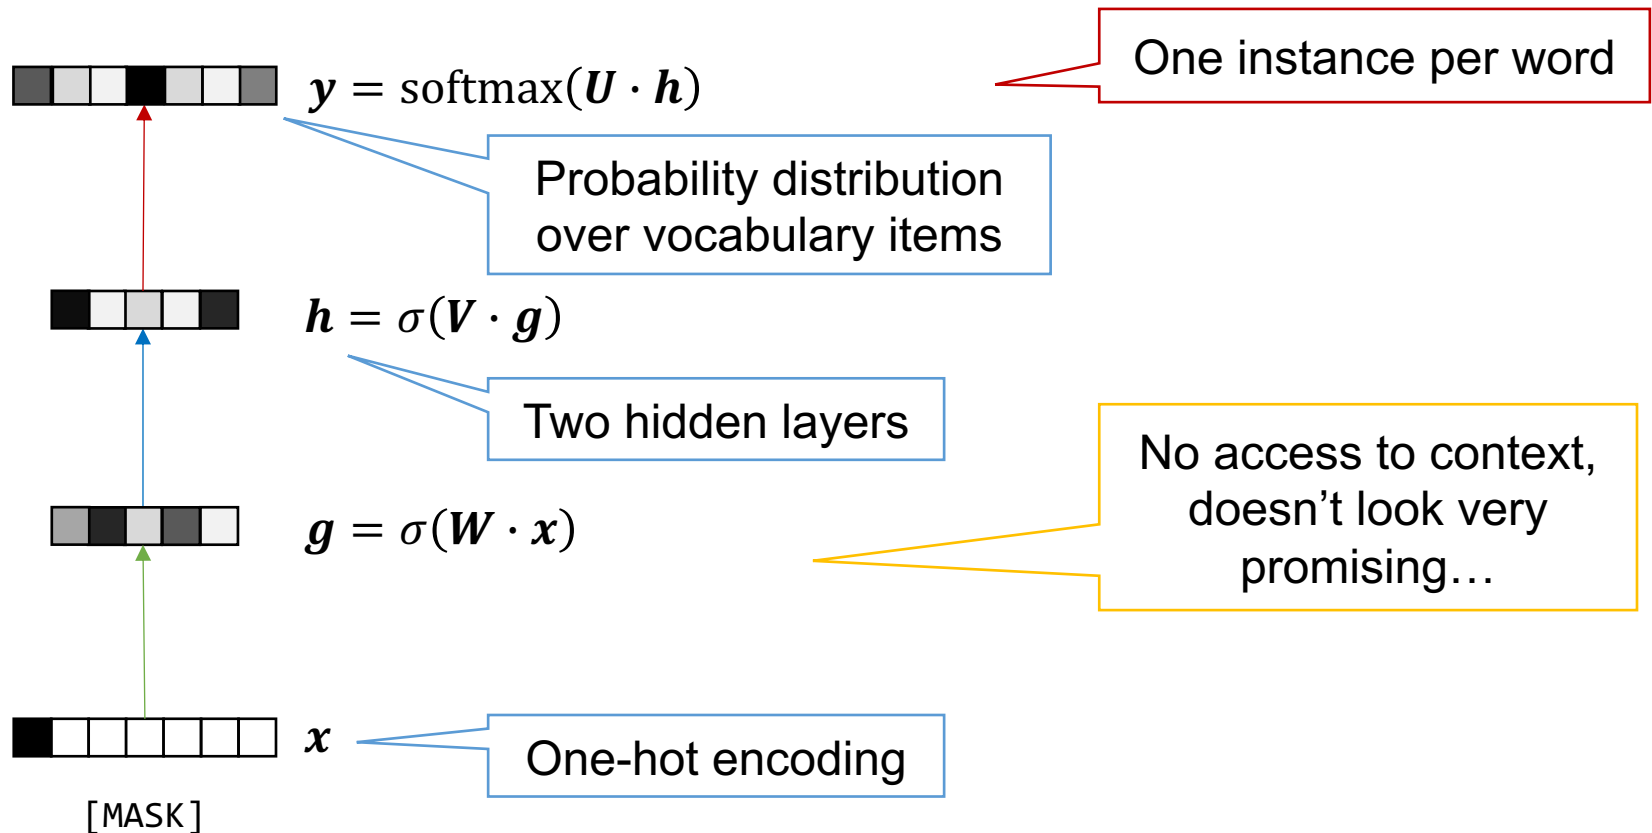 One instance per word
𝒚 = softmax(𝑼 · 𝒉)
Probability distribution
over vocabulary items
𝒉 = 𝜎(𝑽 · 𝒈)
Two hidden layers
No access to context,
doesn’t look very
promising…
𝒈 = 𝜎(𝑾 · 𝒙)
𝒙
One-hot encoding
[MASK]